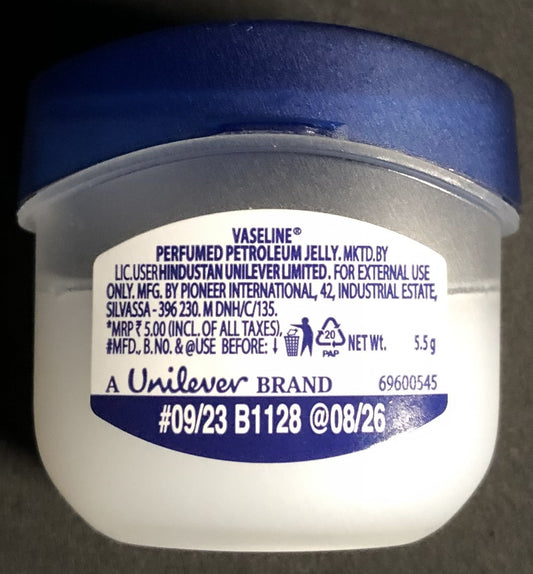 VASELINE®
PERFUMED PETROLEUM JELLY. MKTD.BY
LIC.USER HINDUSTAN UNILEVER LIMITED. FOR EXTERNAL USE
ONLY. MFG. BY PIONEER INTERNATIONAL, 42, INDUSTRIAL ESTATE,
SILVASSA - 396 230. M DNH/C/135.
*MRP ₹ 5.00 (INCL. OF ALL TAXES),
#MFD., B.NO. & @USE BEFORE: ↓ 20 PAP NET Wt. 5.5 g
A Unilever BRAND 69600545
#09/23 B1128 @08/26